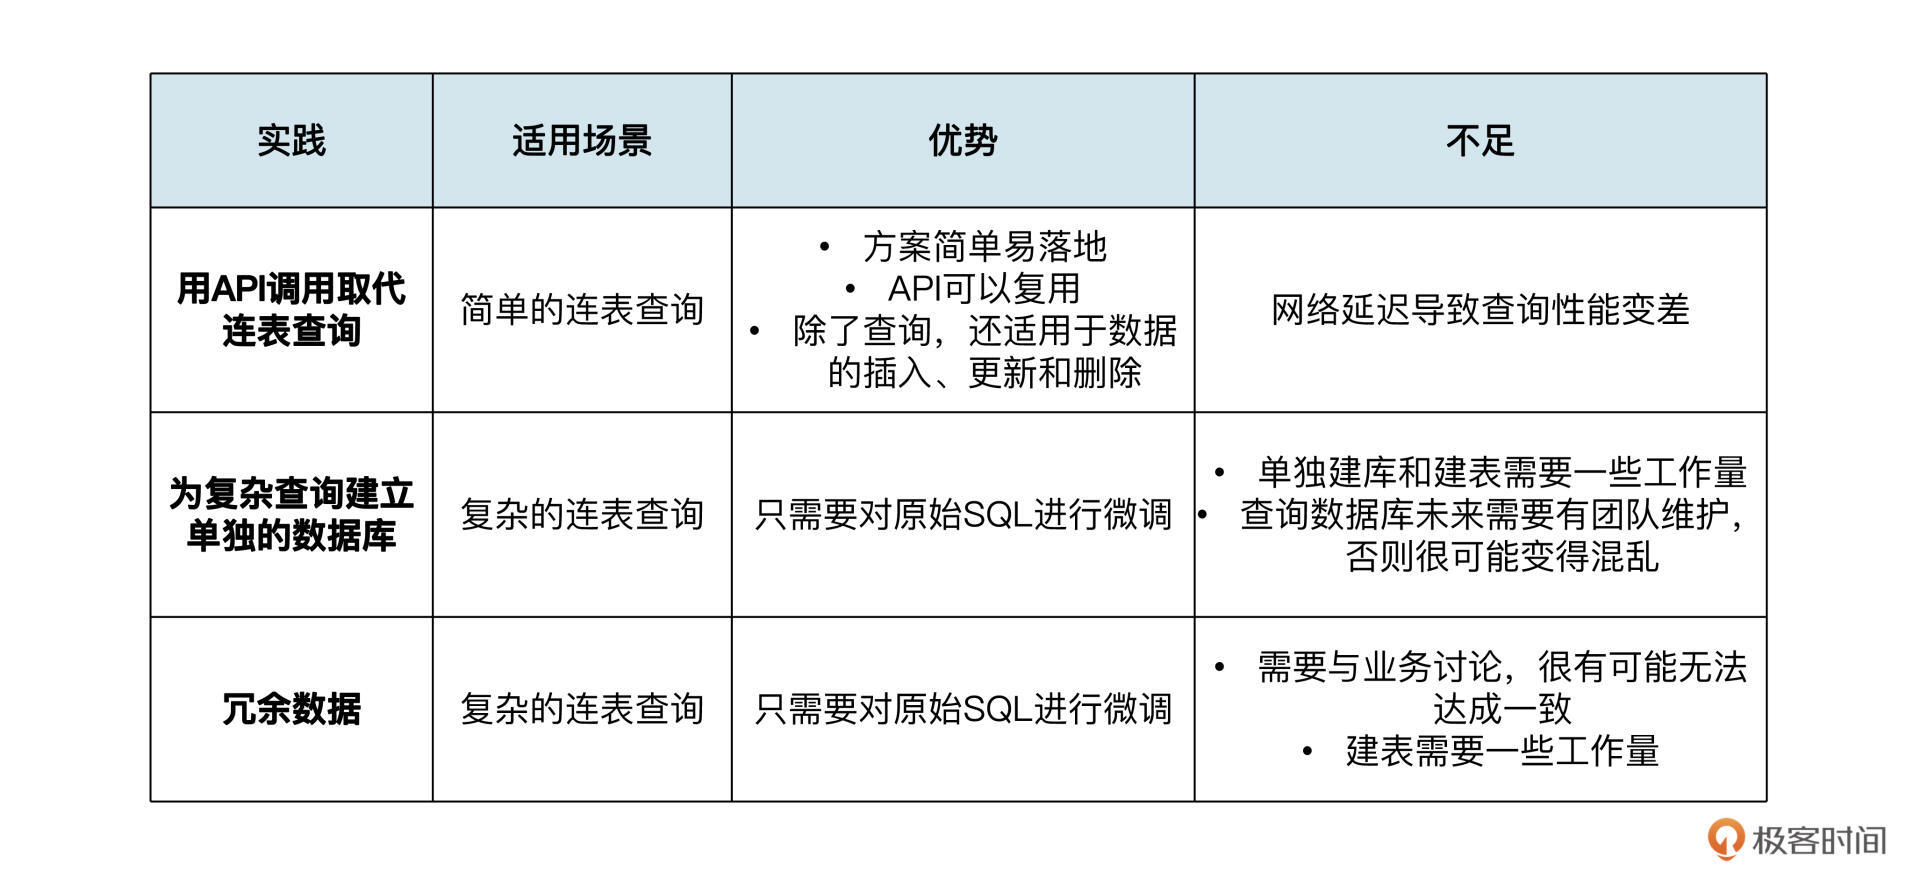 实践
适用场景
优势
不足
用API调用取代
连表查询
简单的连表查询
• 方案简单易落地
• API可以复用
• 除了查询，还适用于数据
的插入、更新和删除
网络延迟导致查询性能变差
为复杂查询建立
单独的数据库
复杂的连表查询
只需要对原始SQL进行微调
• 单独建库和建表需要一些工作量
• 查询数据库未来需要有团队维护，
否则很可能变得混乱
冗余数据
复杂的连表查询
只需要对原始SQL进行微调
• 需要与业务讨论，很有可能无法
达成一致
• 建表需要一些工作量
极客时间